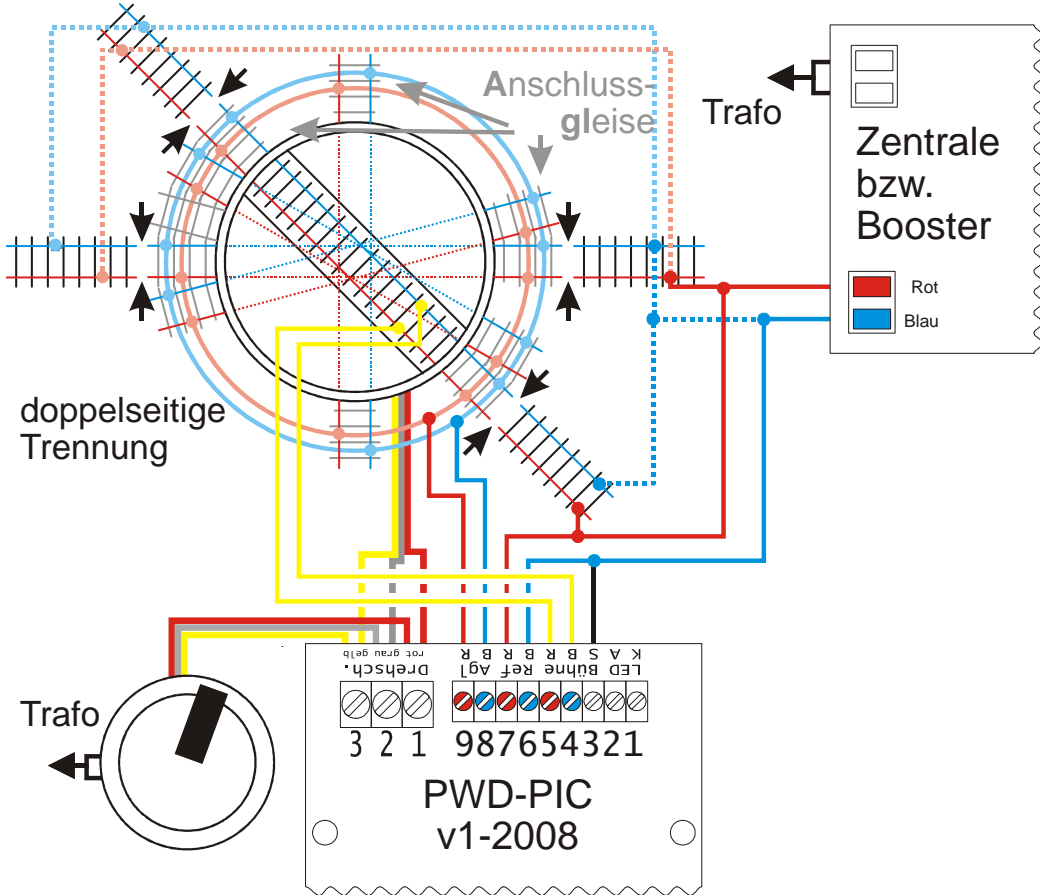 Anschluss-
gleise
Trafo
Zentrale
bzw.
Booster
Rot
Blau
doppelseitige
Trennung
Trafo
gelb grau rot
Drehsch.
R B R B R B S A K
Agl Ref Bühne LED
3 2 1
987654321
PWD-PIC
v1-2008